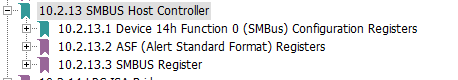 10.2.13 SMBUS Host Controller
10.2.13.1 Device 14h Function 0 (SMBus) Configuration Registers
10.2.13.2 ASF (Alert Standard Format) Registers
10.2.13.3 SMBUS Register